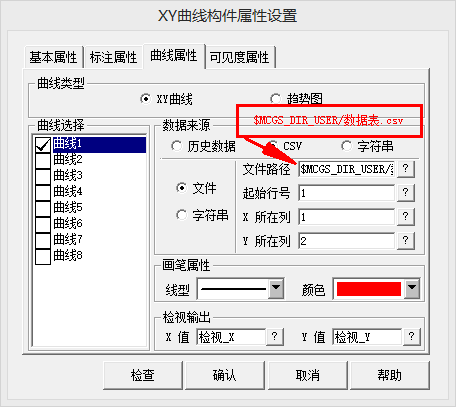 XY曲线构件属性设置
基本属性 标注属性 曲线属性 可见度属性
曲线类型
XY曲线 趋势图
$MCGS_DIR_USER/数据表.csv
曲线选择
曲线1
曲线2
曲线3
曲线4
曲线5
曲线6
曲线7
曲线8
数据来源
历史数据 CSV 字符串
文件
字符串
文件路径 $MCGS_DIR_USER/ ?
起始行号 1 ?
X 所在列 1 ?
Y 所在列 2 ?
画笔属性
线型 颜色
检视输出
X 值 检视_X ? Y 值 检视_Y ?
检查 确认 取消 帮助